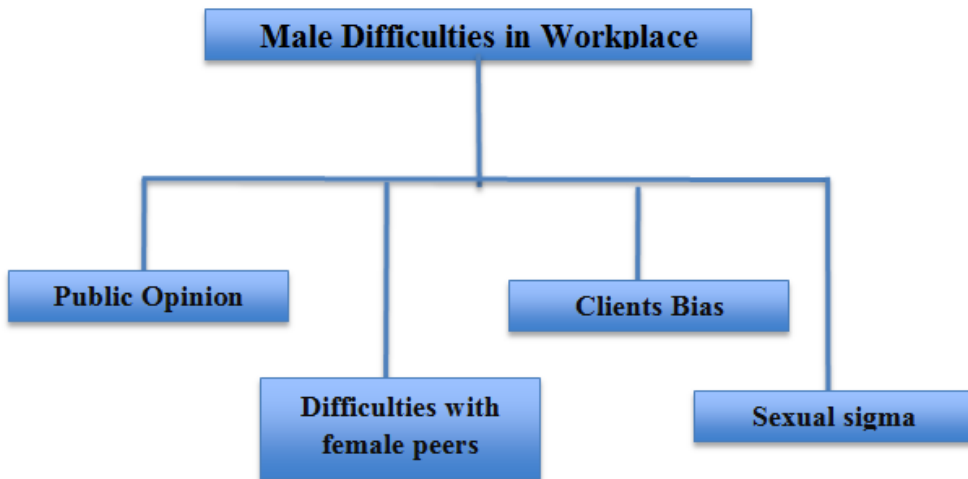 Male Difficulties in Workplace
Public Opinion
Clients Bias
Difficulties with
female peers
Sexual sigma